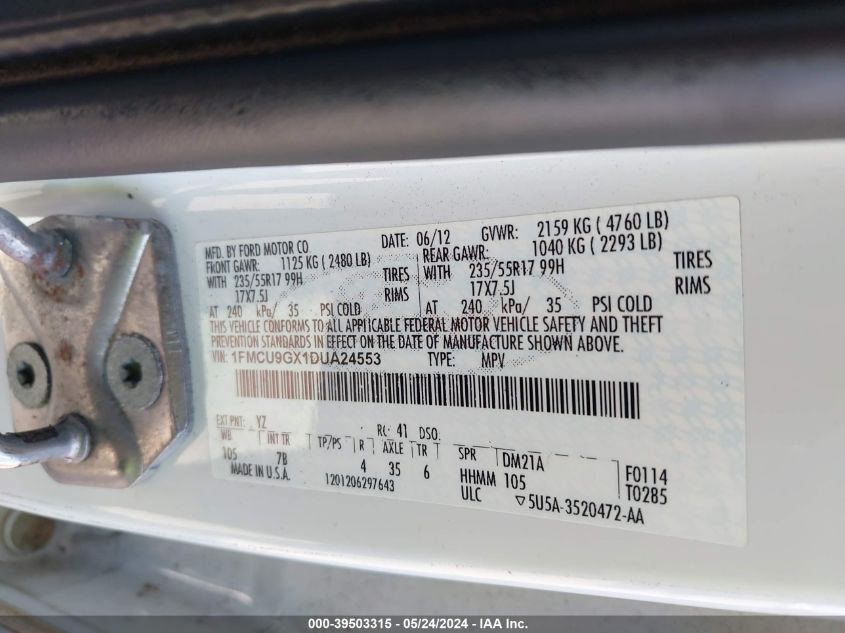 MFD. BY FORD MOTOR CO
DATE: 06/12 GVWR: 2159 KG ( 4760 LB)
FRONT GAWR: 1125 KG ( 2480 LB) REAR GAWR: 1040 KG ( 2293 LB)
WITH 235/55R17 99H TIRES WITH 235/55R17 99H TIRES
17X7.5J RIMS 17X7.5J RIMS
AT 240 kPa/ 35 PSI COLD AT 240 kPa/ 35 PSI COLD
THIS VEHICLE CONFORMS TO ALL APPLICABLE FEDERAL MOTOR VEHICLE SAFETY AND THEFT
PREVENTION STANDARDS IN EFFECT ON THE DATE OF MANUFACTURE SHOWN ABOVE.
VIN: 1FMCU9GX1DUA24553 TYPE: MPV
EXT PNT: YZ RC: 41 DSO:
WB INT TR TP/PS R AXLE TR SPR DM21A F0114
105 7B 4 35 6 HHMM 105 T0285
MADE IN U.S.A. 1201206297643 ULC ▽5U5A-3520472-AA
000-39503315 / 05/24/2024 - IAA Inc.